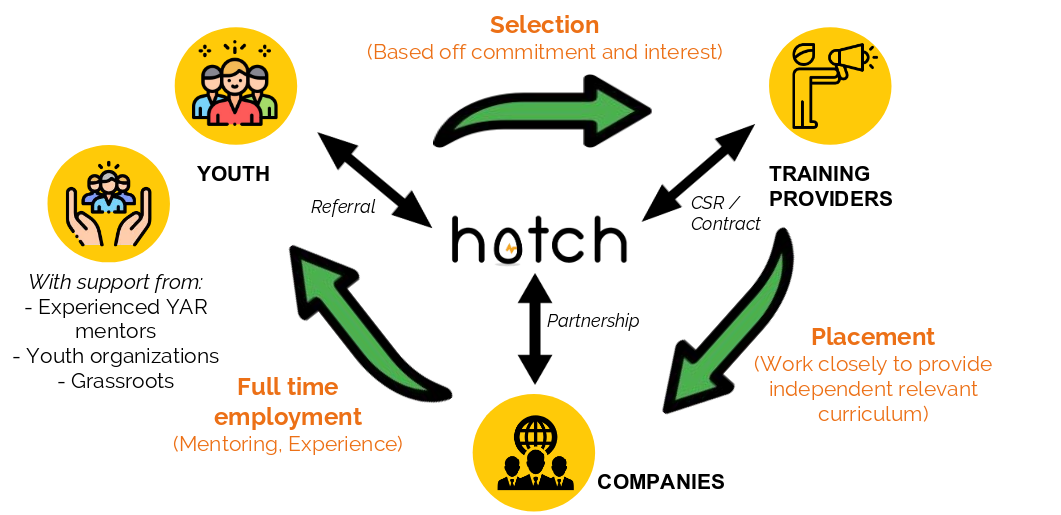 Selection
(Based off commitment and interest)
YOUTH
TRAINING
PROVIDERS
Referral
CSR /
Contract
hatch
With support from:
- Experienced YAR
mentors
- Youth organizations
- Grassroots
Partnership
Placement
(Work closely to provide
independent relevant
curriculum)
Full time
employment
(Mentoring, Experience)
COMPANIES